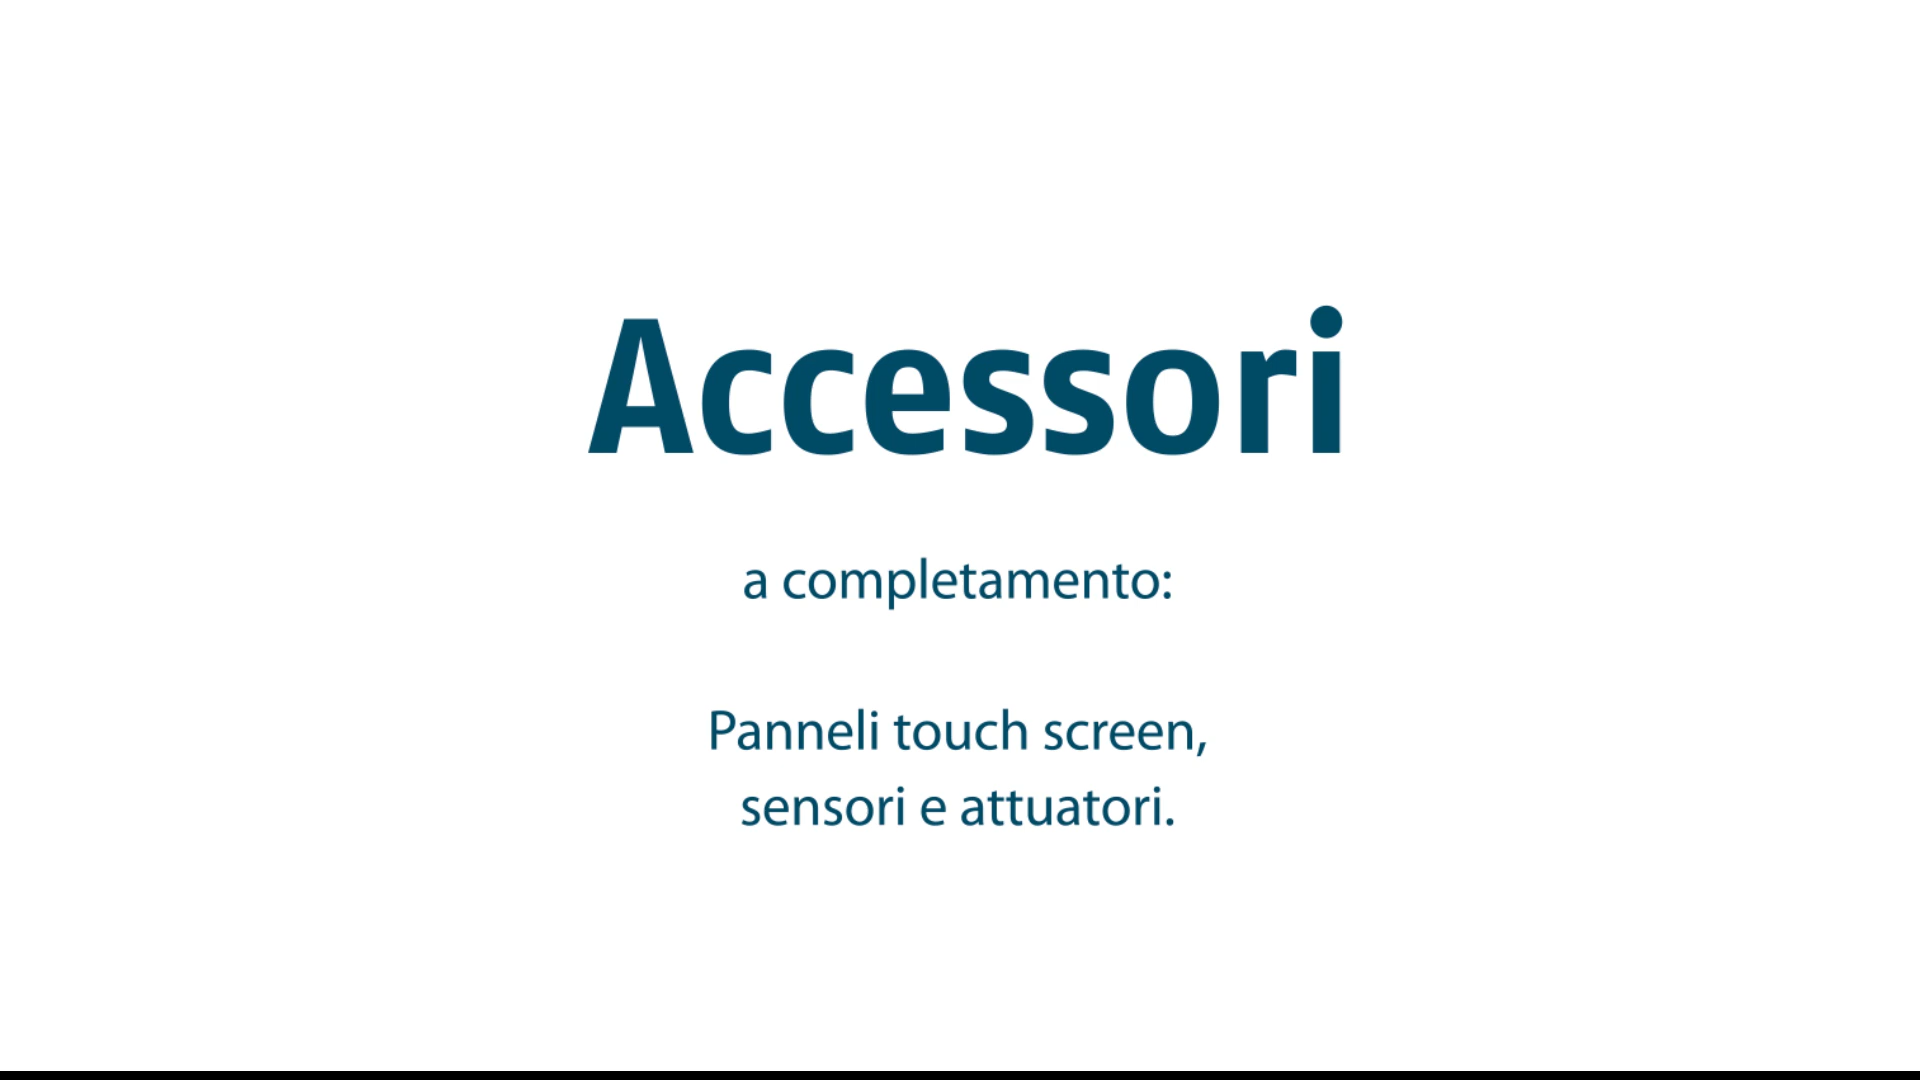 Accessori
a completamento:
Panneli touch screen,
sensori e attuatori.